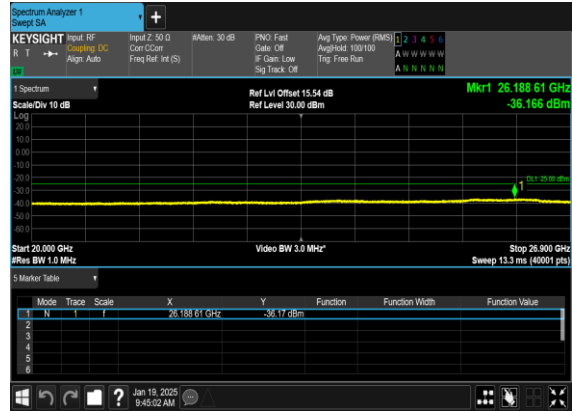 Spectrum Analyzer 1
Swept SA
KEYSIGHT
R T
Input: RF
Coupling: DC
Align: Auto
Input Z: 50 Ω
Corr CCorr
Freq Ref: Int (S)
#Atten: 30 dB
PNO: Fast
Gate: Off
IF Gain: Low
Sig Track: Off
Avg Type: Power (RMS)
Avg|Hold: 100/100
Trig: Free Run
1 2 3 4 5 6
A W W W W W
A N N N N N
1 Spectrum
Scale/Div 10 dB
Ref Lvl Offset 15.54 dB
Ref Level 30.00 dBm
Mkr1 26.188 61 GHz
-36.166 dBm
Log
20.0
10.0
0.00
-10.0
-20.0
-30.0
-40.0
-50.0
-60.0
DL1 -25.00 dBm
1
Start 20.000 GHz
#Res BW 1.0 MHz
Video BW 3.0 MHz*
Stop 26.900 GHz
Sweep 13.3 ms (40001 pts)
5 Marker Table
Mode Trace Scale X Y Function Function Width Function Value
1 N 1 f 26.188 61 GHz -36.17 dBm
2
3
4
5
6
Jan 19, 2025
9:45:02 AM